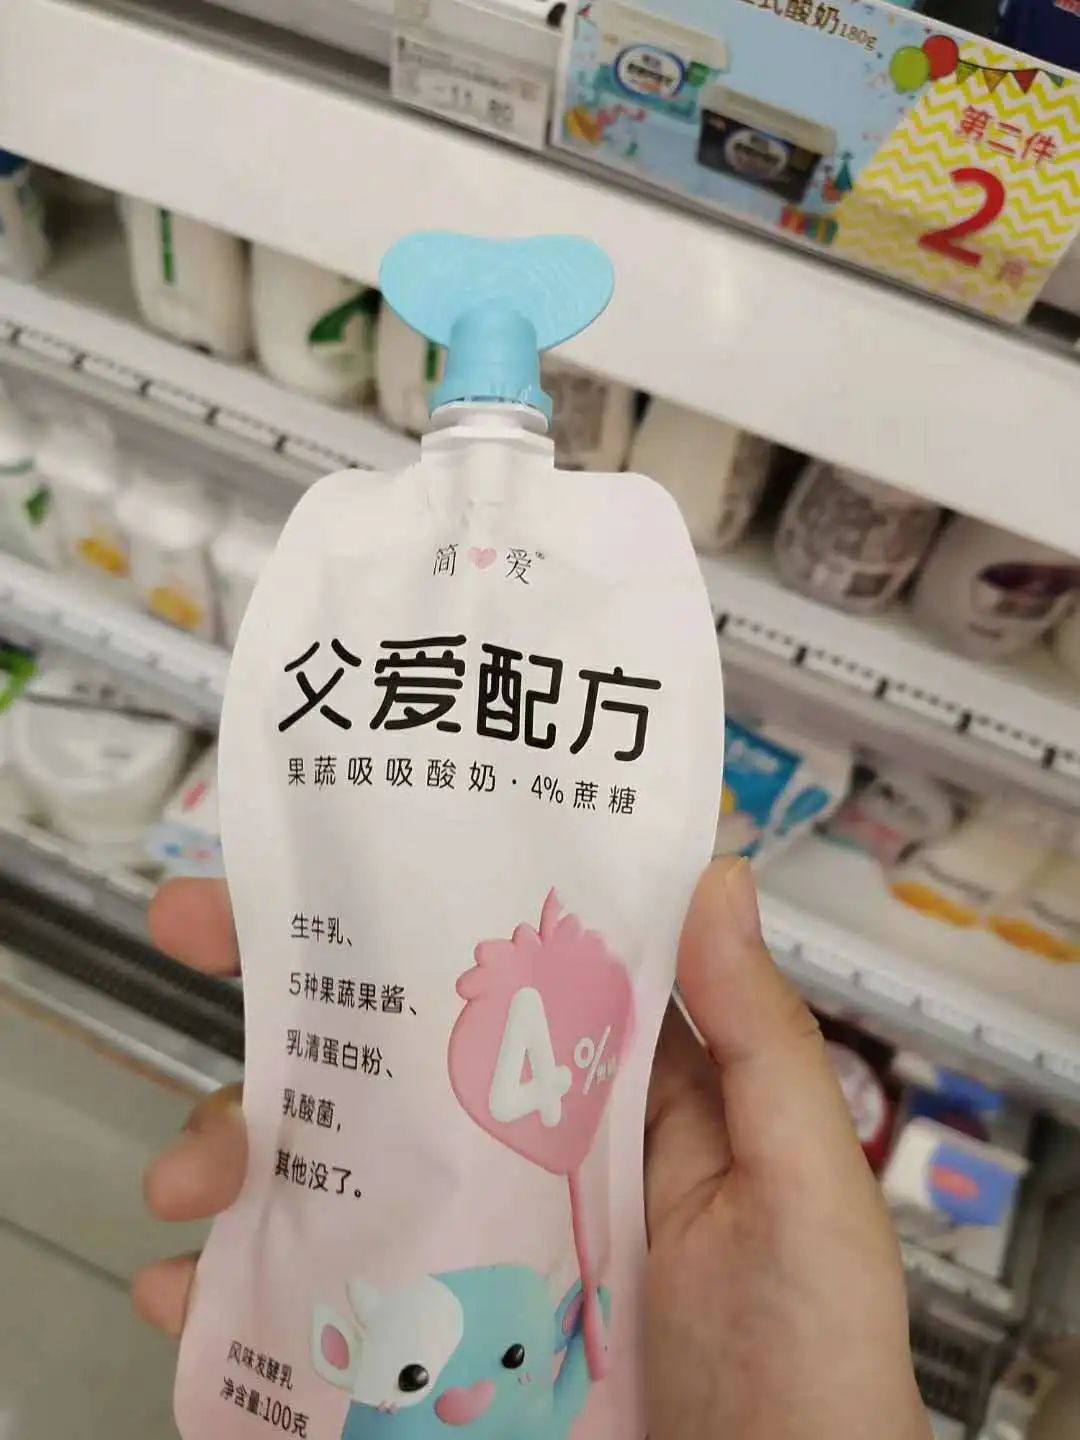 酸奶180g
11.80
第二件
2
简爱
父爱配方
果蔬吸吸酸奶·4%蔗糖
生牛乳、
5种果蔬果酱、
乳清蛋白粉、
乳酸菌,
其他没了。
4%
风味发酵乳
净含量:100克